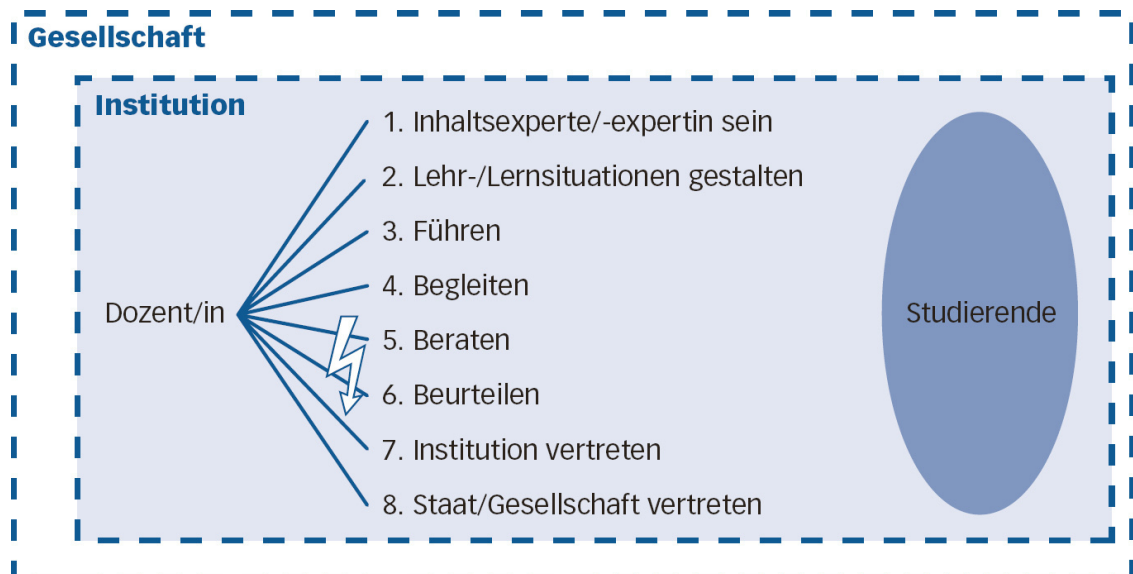 Gesellschaft
Institution
1. Inhaltsexperte/-expertin sein
2. Lehr-/Lernsituationen gestalten
3. Führen
4. Begleiten
Dozent/in
5. Beraten
6. Beurteilen
7. Institution vertreten
8. Staat/Gesellschaft vertreten
Studierende